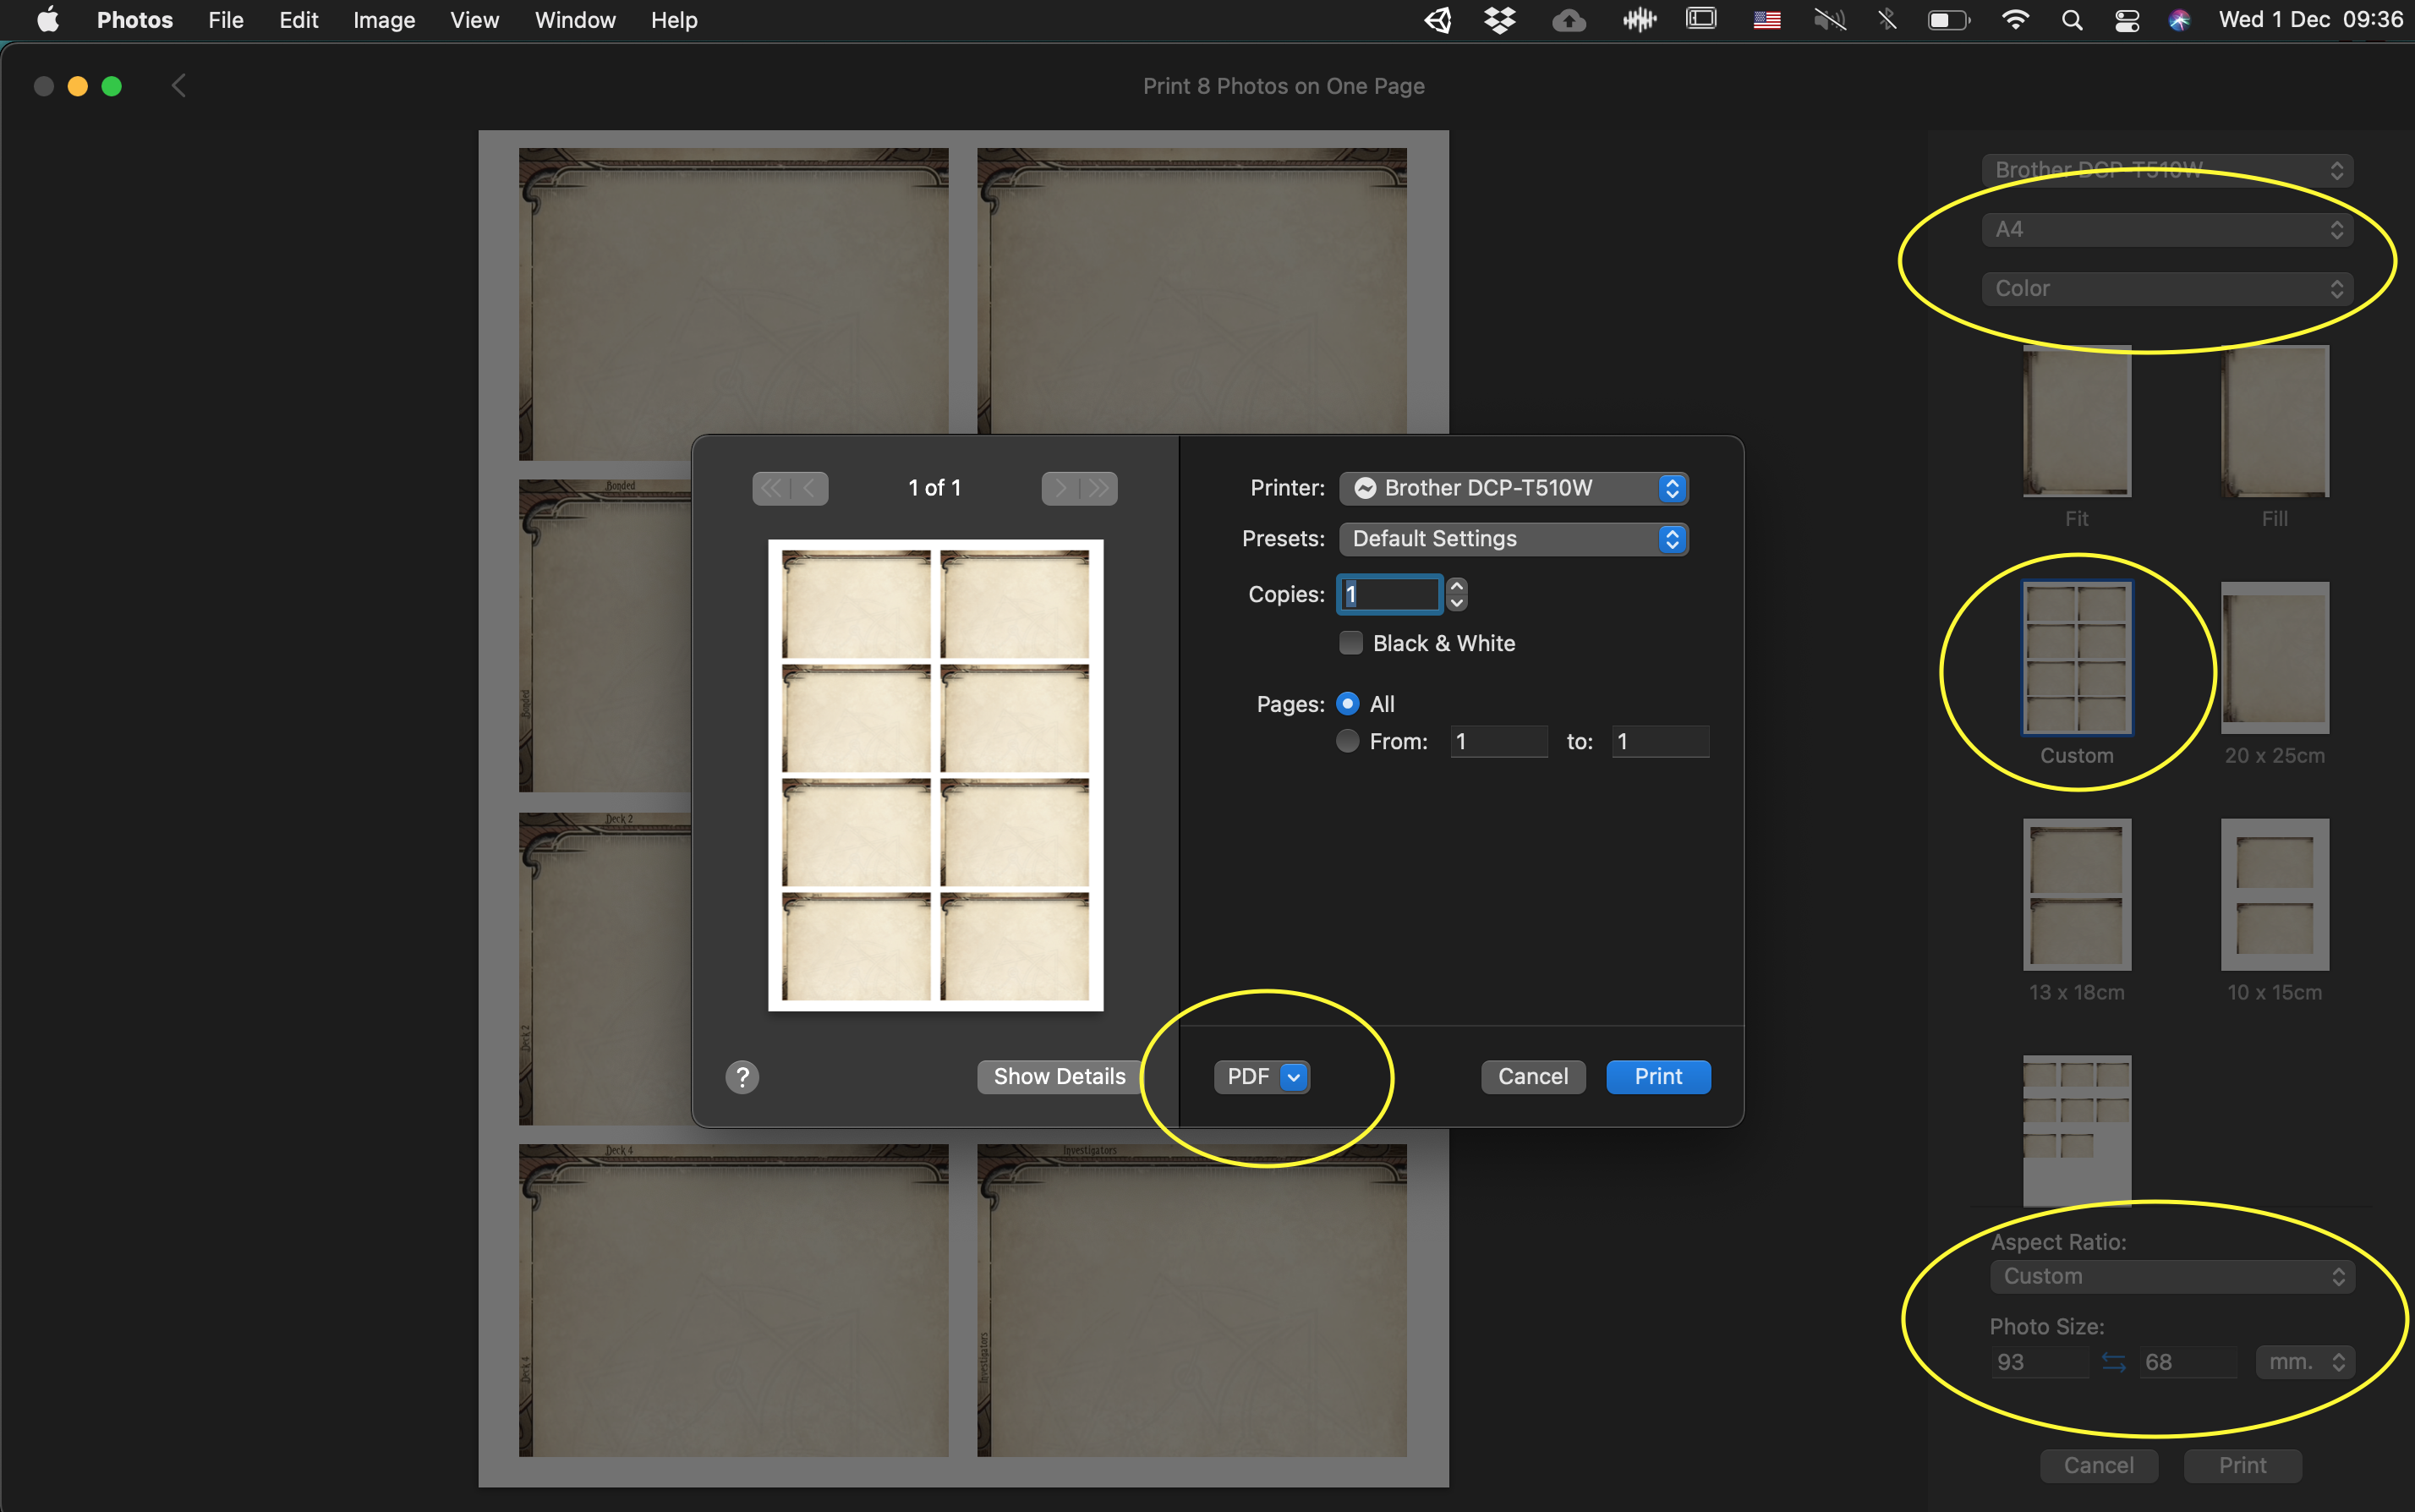 Photos File Edit Image View Window Help Wed 1 Dec 09:36
Print 8 Photos on One Page
Brother DCP-T510W
A4
Color
Fit Fill
Custom 20 x 25cm
13 x 18cm 10 x 15cm
Aspect Ratio:
Custom
Photo Size:
93 68 mm.
Cancel Print
1 of 1
Printer: Brother DCP-T510W
Presets: Default Settings
Copies: 1
Black & White
Pages: All
From: 1 to: 1
? Show Details PDF Cancel Print
Bonded
Bonded
Deck 2
Deck 2
Deck 4
Deck 4
Investigators
Investigators